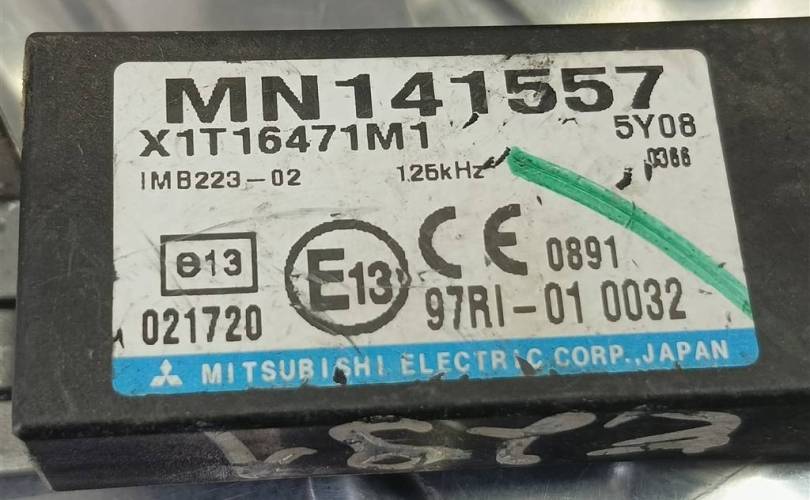 MN141557
X1T16471M1 5Y08
IMB223-02 125kHz 0366
e13 E13 CE 0891
021720 97RI-01 0032
MITSUBISHI ELECTRIC CORP., JAPAN